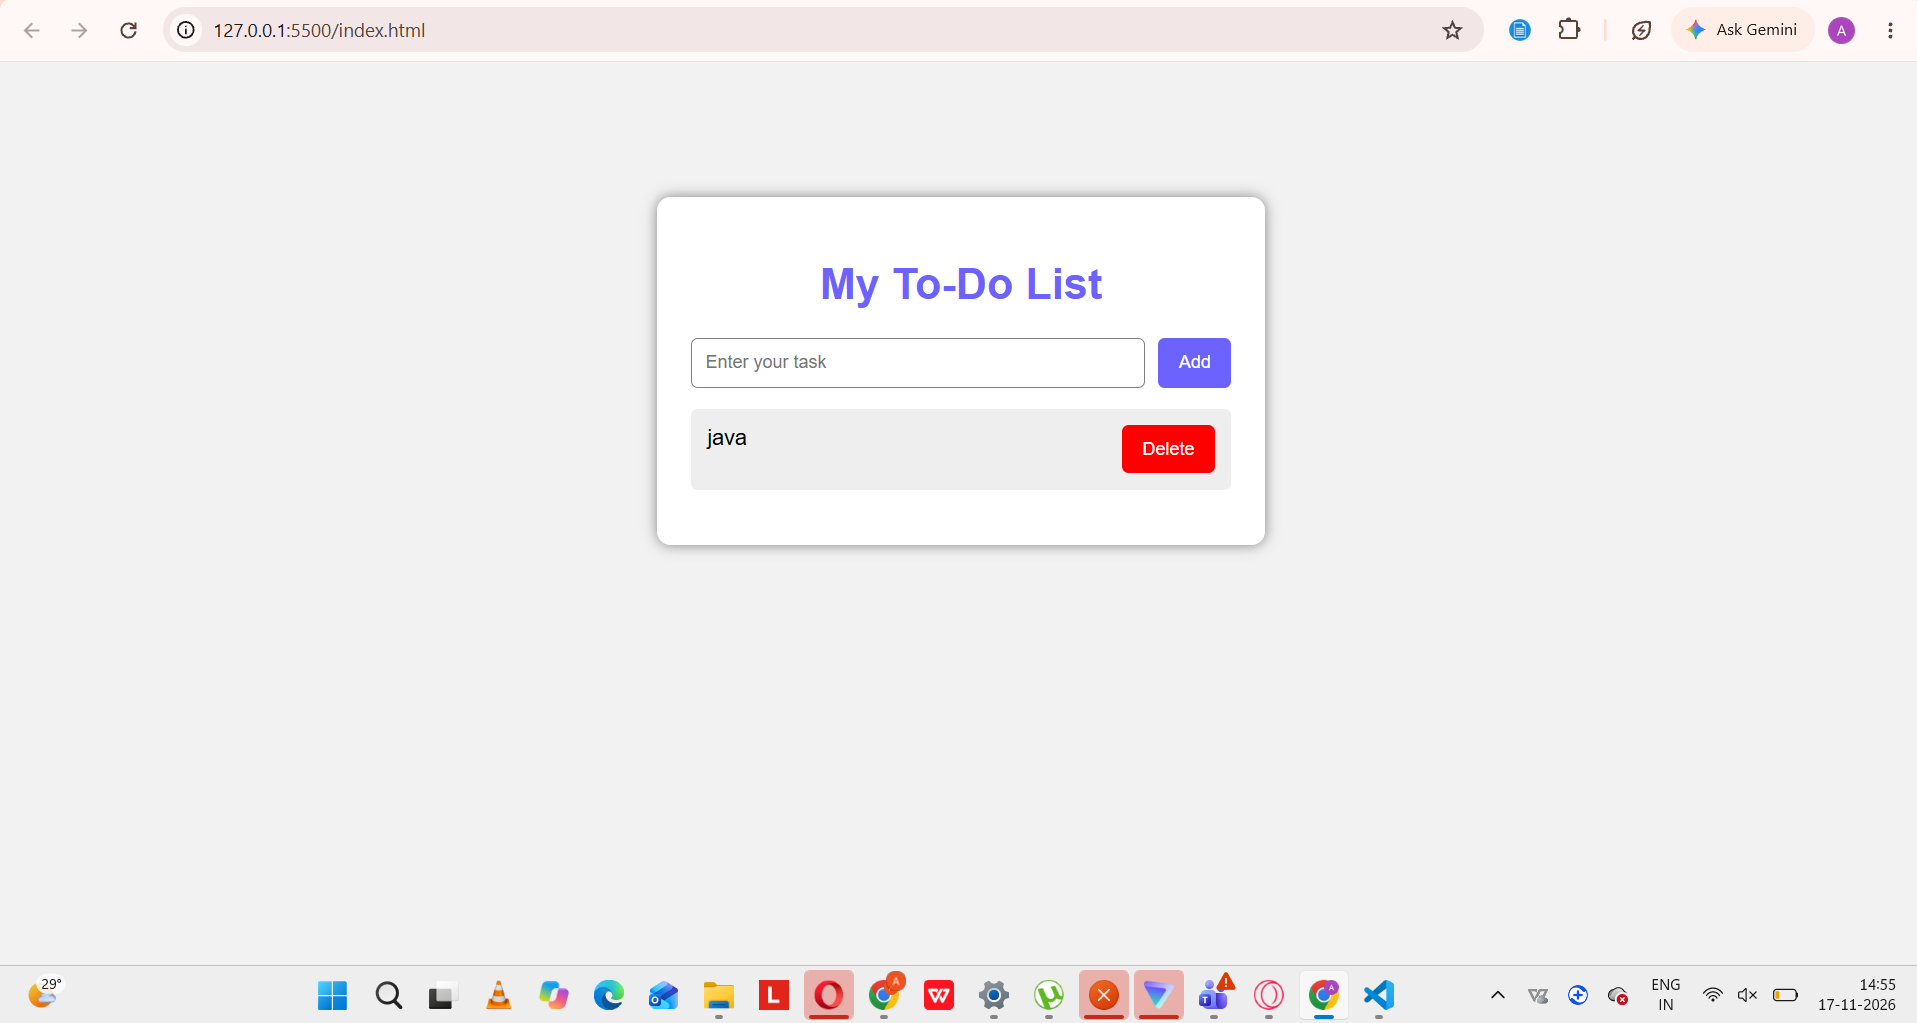 127.0.0.1:5500/index.html
Ask Gemini
A
My To-Do List
Enter your task
Add
java
Delete
29°
L
A
W
T
A
ENG
IN
14:55
17-11-2026